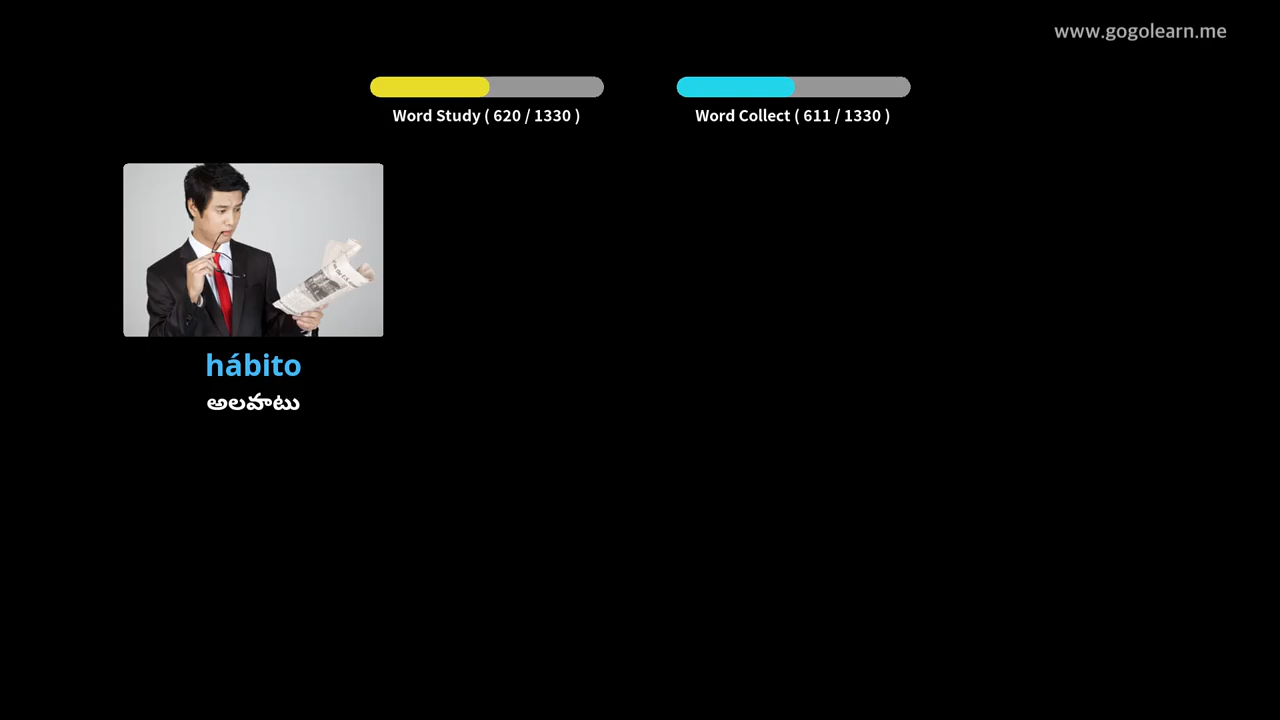 www.gogolearn.me
Word Study ( 620 / 1330 )
Word Collect ( 611 / 1330 )
hábito
అలవాటు